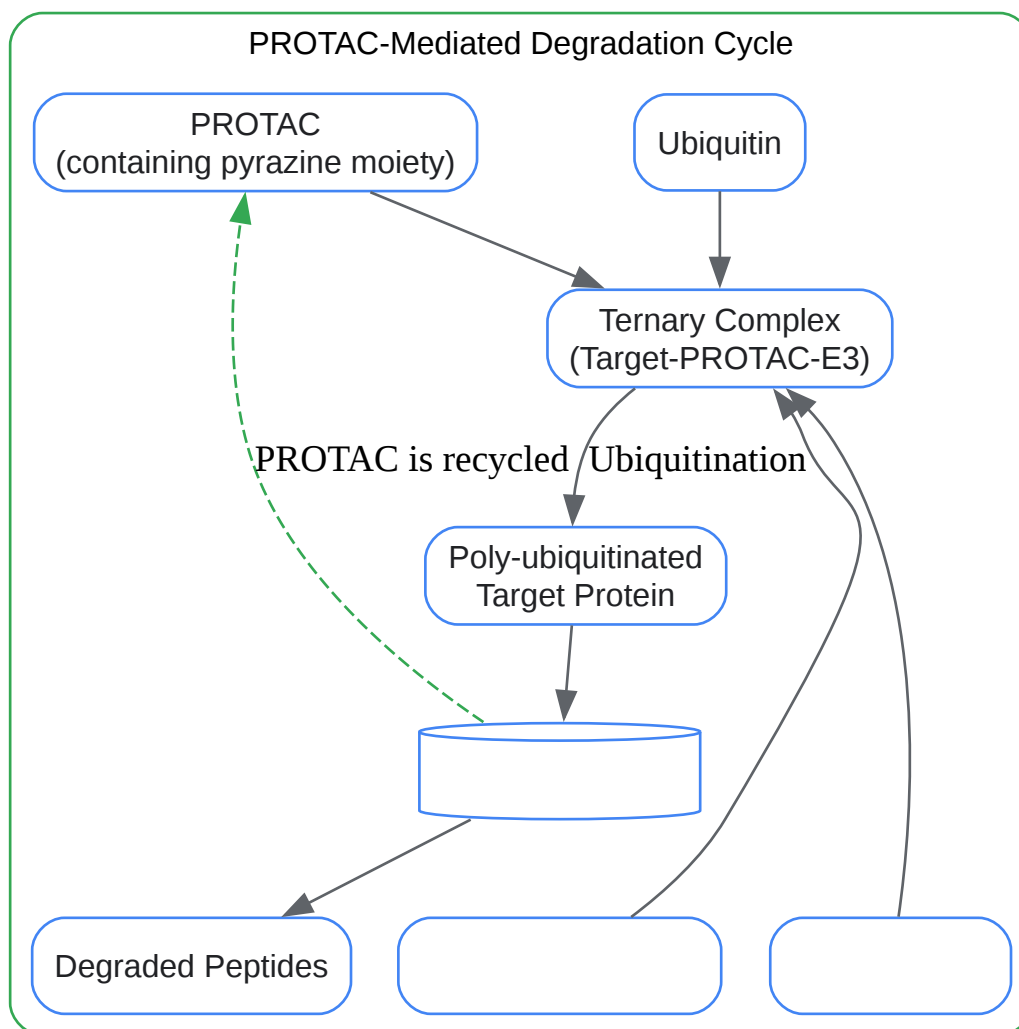 PROTAC-Mediated Degradation Cycle
PROTAC
(containing pyrazine moiety)
Ubiquitin
Ternary Complex
(Target-PROTAC-E3)
PROTAC is recycled
Ubiquitination
Poly-ubiquitinated
Target Protein
Degraded Peptides